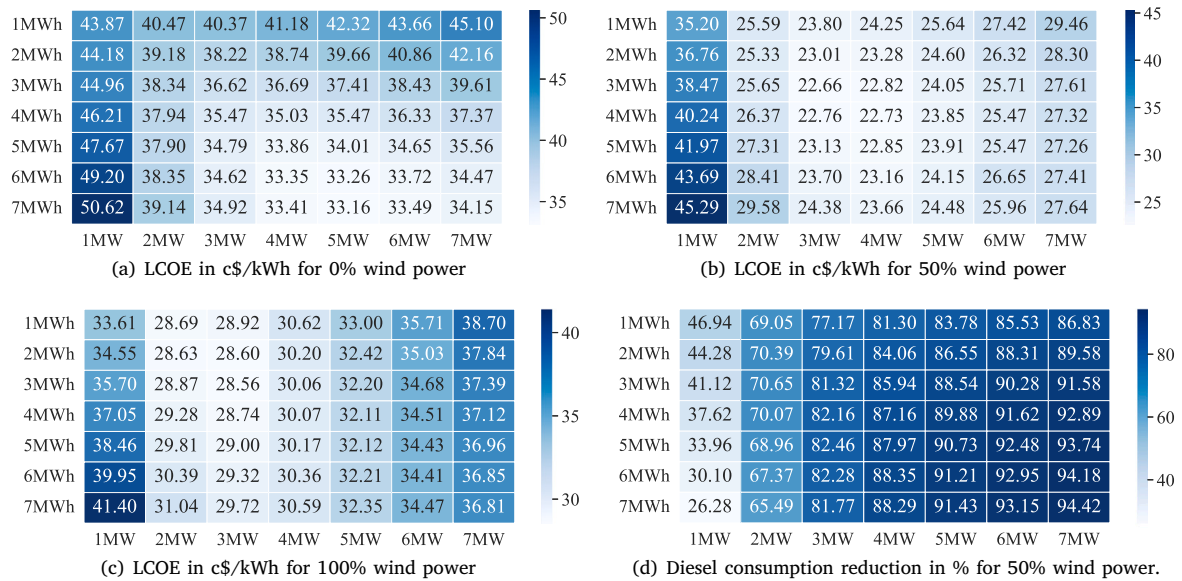 1MWh 43.87 40.47 40.37 41.18 42.32 43.66 45.10
2MWh 44.18 39.18 38.22 38.74 39.66 40.86 42.16
3MWh 44.96 38.34 36.62 36.69 37.41 38.43 39.61
4MWh 46.21 37.94 35.47 35.03 35.47 36.33 37.37
5MWh 47.67 37.90 34.79 33.86 34.01 34.65 35.56
6MWh 49.20 38.35 34.62 33.35 33.26 33.72 34.47
7MWh 50.62 39.14 34.92 33.41 33.16 33.49 34.15
1MW 2MW 3MW 4MW 5MW 6MW 7MW
50
45
40
35
(a) LCOE in c$/kWh for 0% wind power
1MWh 35.20 25.59 23.80 24.25 25.64 27.42 29.46
2MWh 36.76 25.33 23.01 23.28 24.60 26.32 28.30
3MWh 38.47 25.65 22.66 22.82 24.05 25.71 27.61
4MWh 40.24 26.37 22.76 22.73 23.85 25.47 27.32
5MWh 41.97 27.31 23.13 22.85 23.91 25.47 27.26
6MWh 43.69 28.41 23.70 23.16 24.15 26.65 27.41
7MWh 45.29 29.58 24.38 23.66 24.48 25.96 27.64
1MW 2MW 3MW 4MW 5MW 6MW 7MW
45
40
35
30
25
(b) LCOE in c$/kWh for 50% wind power
1MWh 33.61 28.69 28.92 30.62 33.00 35.71 38.70
2MWh 34.55 28.63 28.60 30.20 32.42 35.03 37.84
3MWh 35.70 28.87 28.56 30.06 32.20 34.68 37.39
4MWh 37.05 29.28 28.74 30.07 32.11 34.51 37.12
5MWh 38.46 29.81 29.00 30.17 32.12 34.43 36.96
6MWh 39.95 30.39 29.32 30.36 32.21 34.41 36.85
7MWh 41.40 31.04 29.72 30.59 32.35 34.47 36.81
1MW 2MW 3MW 4MW 5MW 6MW 7MW
40
35
30
(c) LCOE in c$/kWh for 100% wind power
1MWh 46.94 69.05 77.17 81.30 83.78 85.53 86.83
2MWh 44.28 70.39 79.61 84.06 86.55 88.31 89.58
3MWh 41.12 70.65 81.32 85.94 88.54 90.28 91.58
4MWh 37.62 70.07 82.16 87.16 89.88 91.62 92.89
5MWh 33.96 68.96 82.46 87.97 90.73 92.48 93.74
6MWh 30.10 67.37 82.28 88.35 91.21 92.95 94.18
7MWh 26.28 65.49 81.77 88.29 91.43 93.15 94.42
1MW 2MW 3MW 4MW 5MW 6MW 7MW
80
60
40
(d) Diesel consumption reduction in % for 50% wind power.